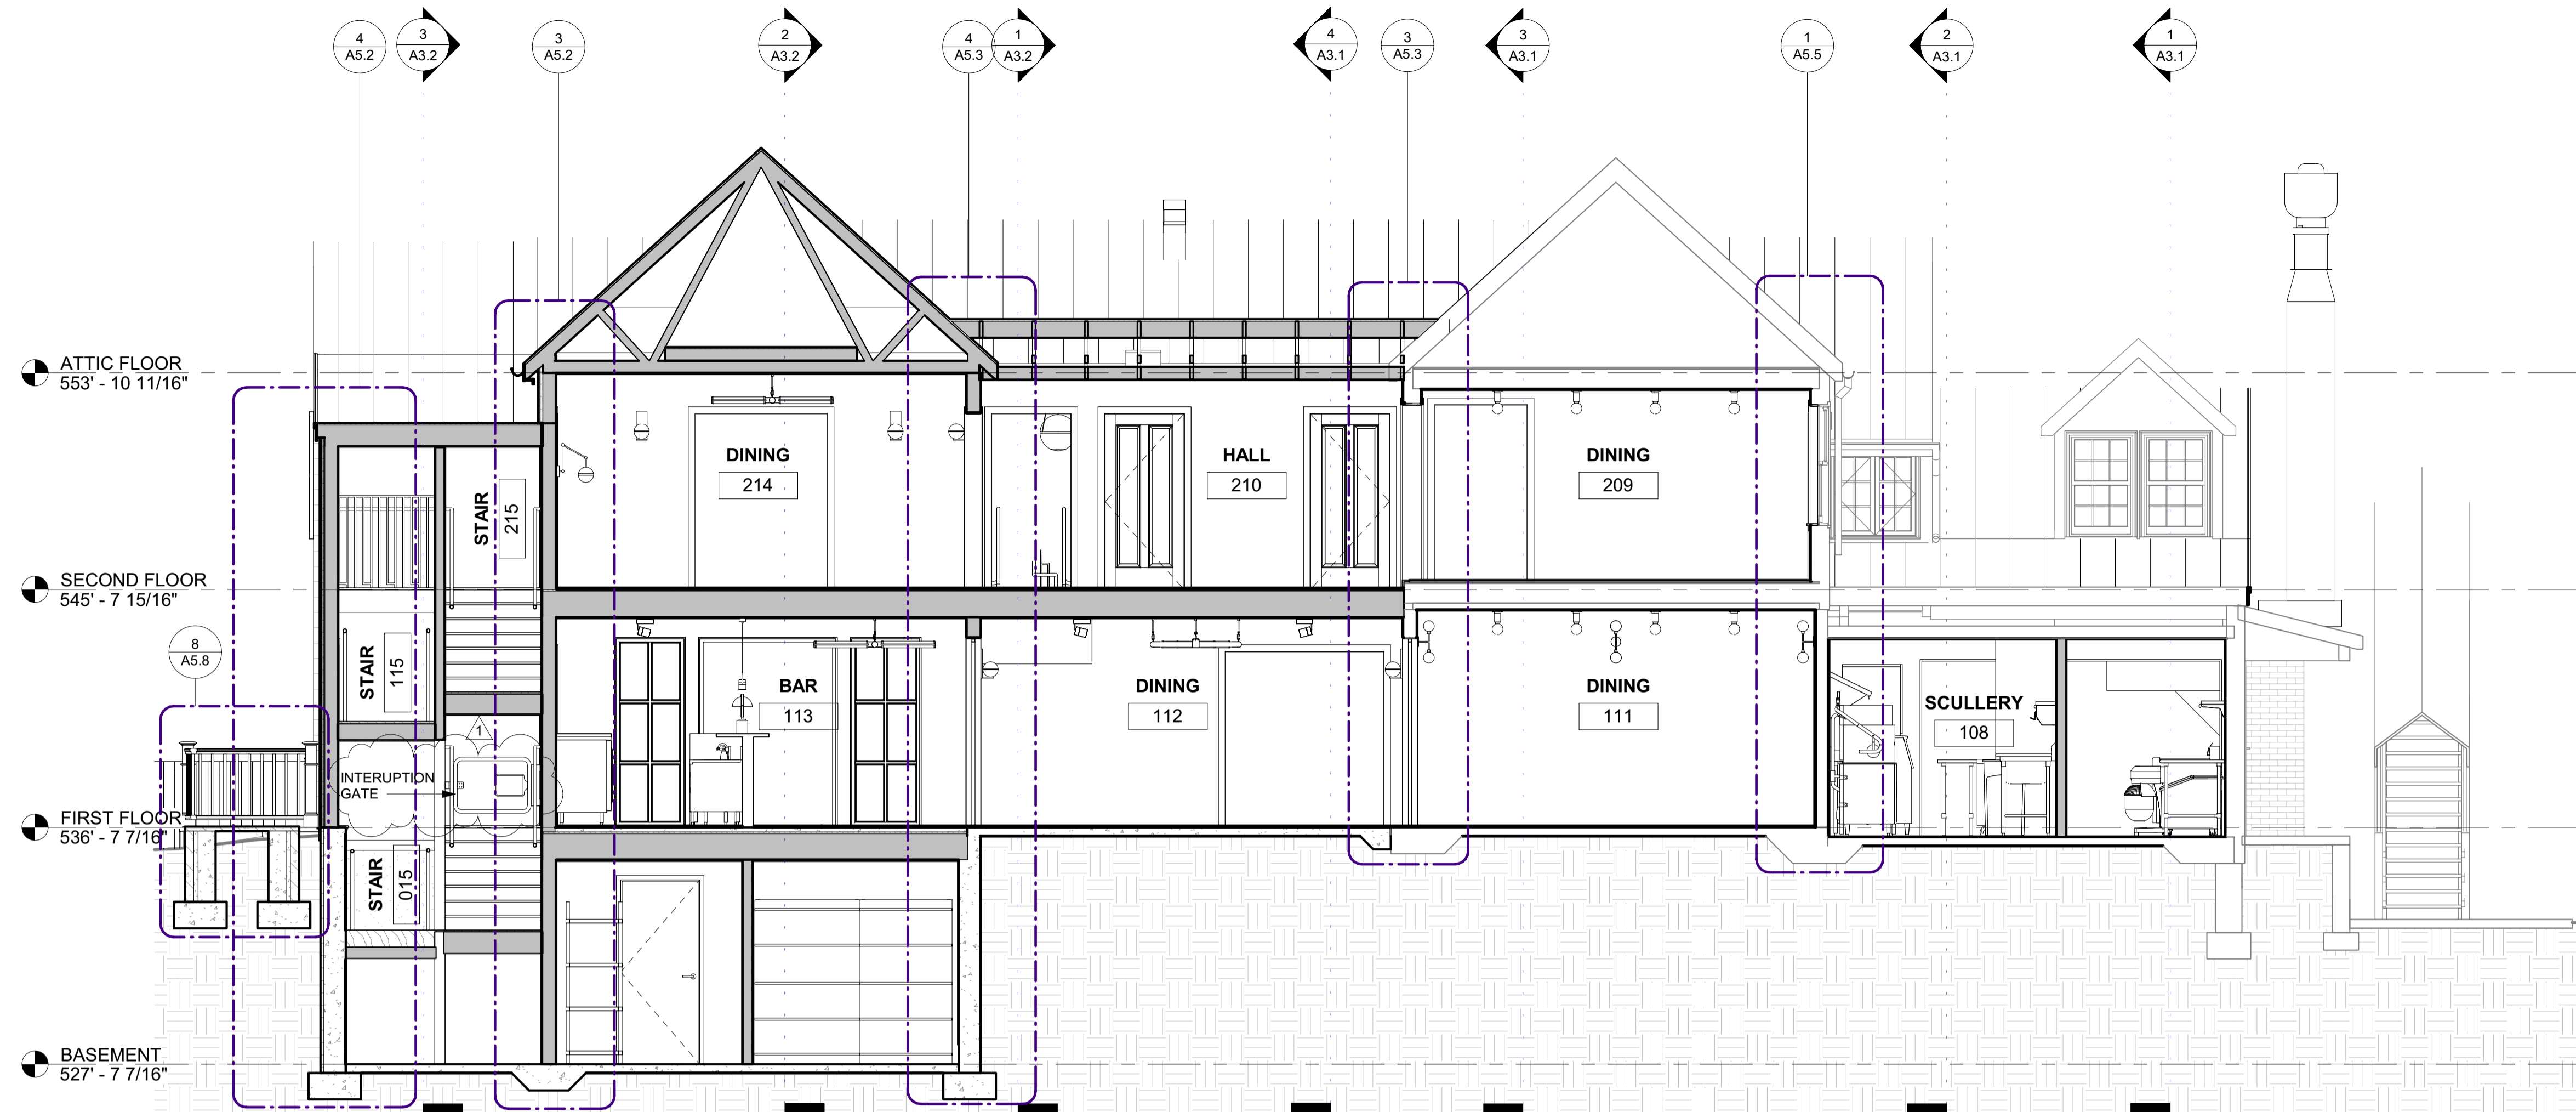 4
A5.2
3
A3.2
3
A5.2
2
A3.2
4
A5.3
1
A3.2
4
A3.1
3
A5.3
3
A3.1
1
A5.5
2
A3.1
1
A3.1
ATTIC FLOOR
553' - 10 11/16"
DINING
214
HALL
210
DINING
209
STAIR
215
SECOND FLOOR
545' - 7 15/16"
8
A5.8
STAIR
115
BAR
113
DINING
112
DINING
111
SCULLERY
108
1
INTERUPTION
GATE
FIRST FLOOR
536' - 7 7/16"
STAIR
015
BASEMENT
527' - 7 7/16"